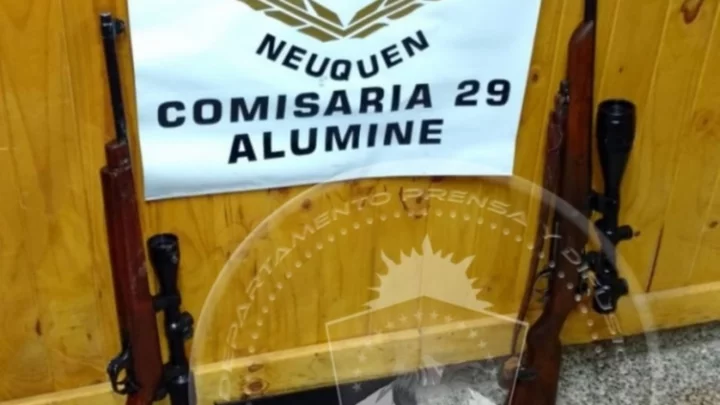 NEUQUEN
COMISARIA 29
ALUMINE
DEPARTAMENTO PRENSA Y